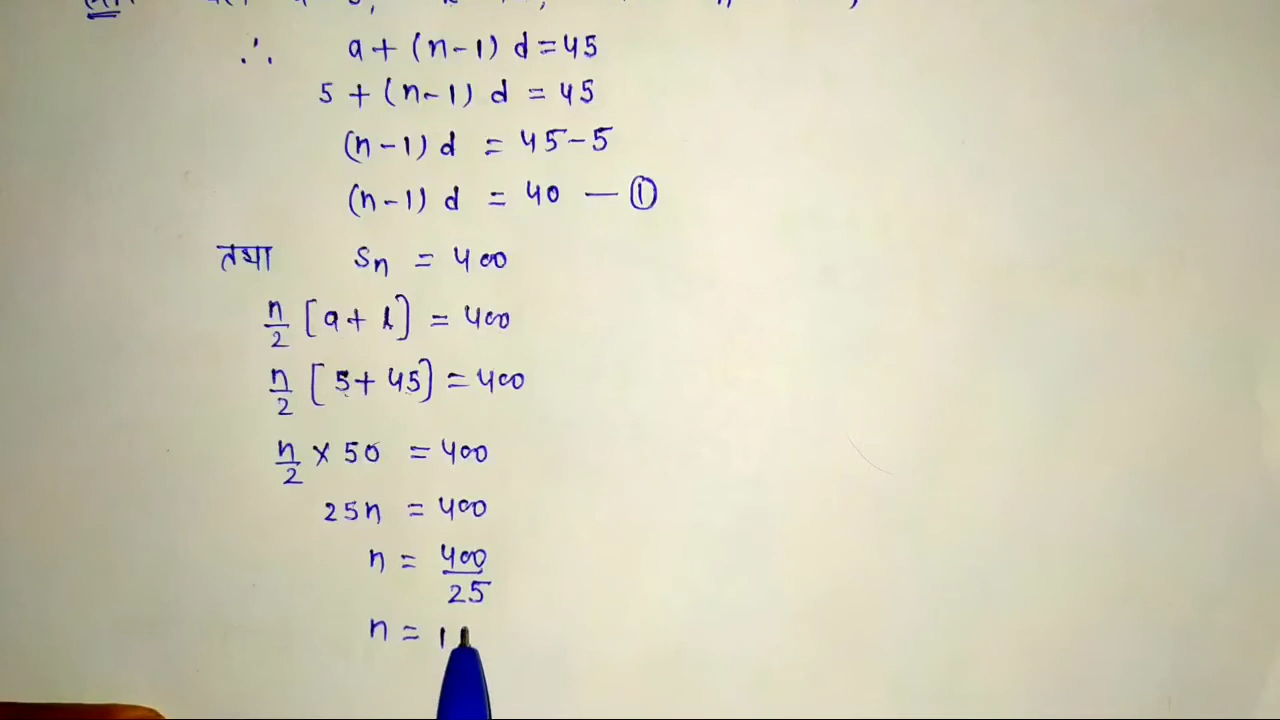 ∴ a + (n-1) d = 45
5 + (n-1) d = 45
(n-1) d = 45-5
(n-1) d = 40 — ①
तथा Sn = 400
n/2 [a + l] = 400
n/2 [5 + 45] = 400
n/2 × 50 = 400
25n = 400
n = 400/25
n = 1